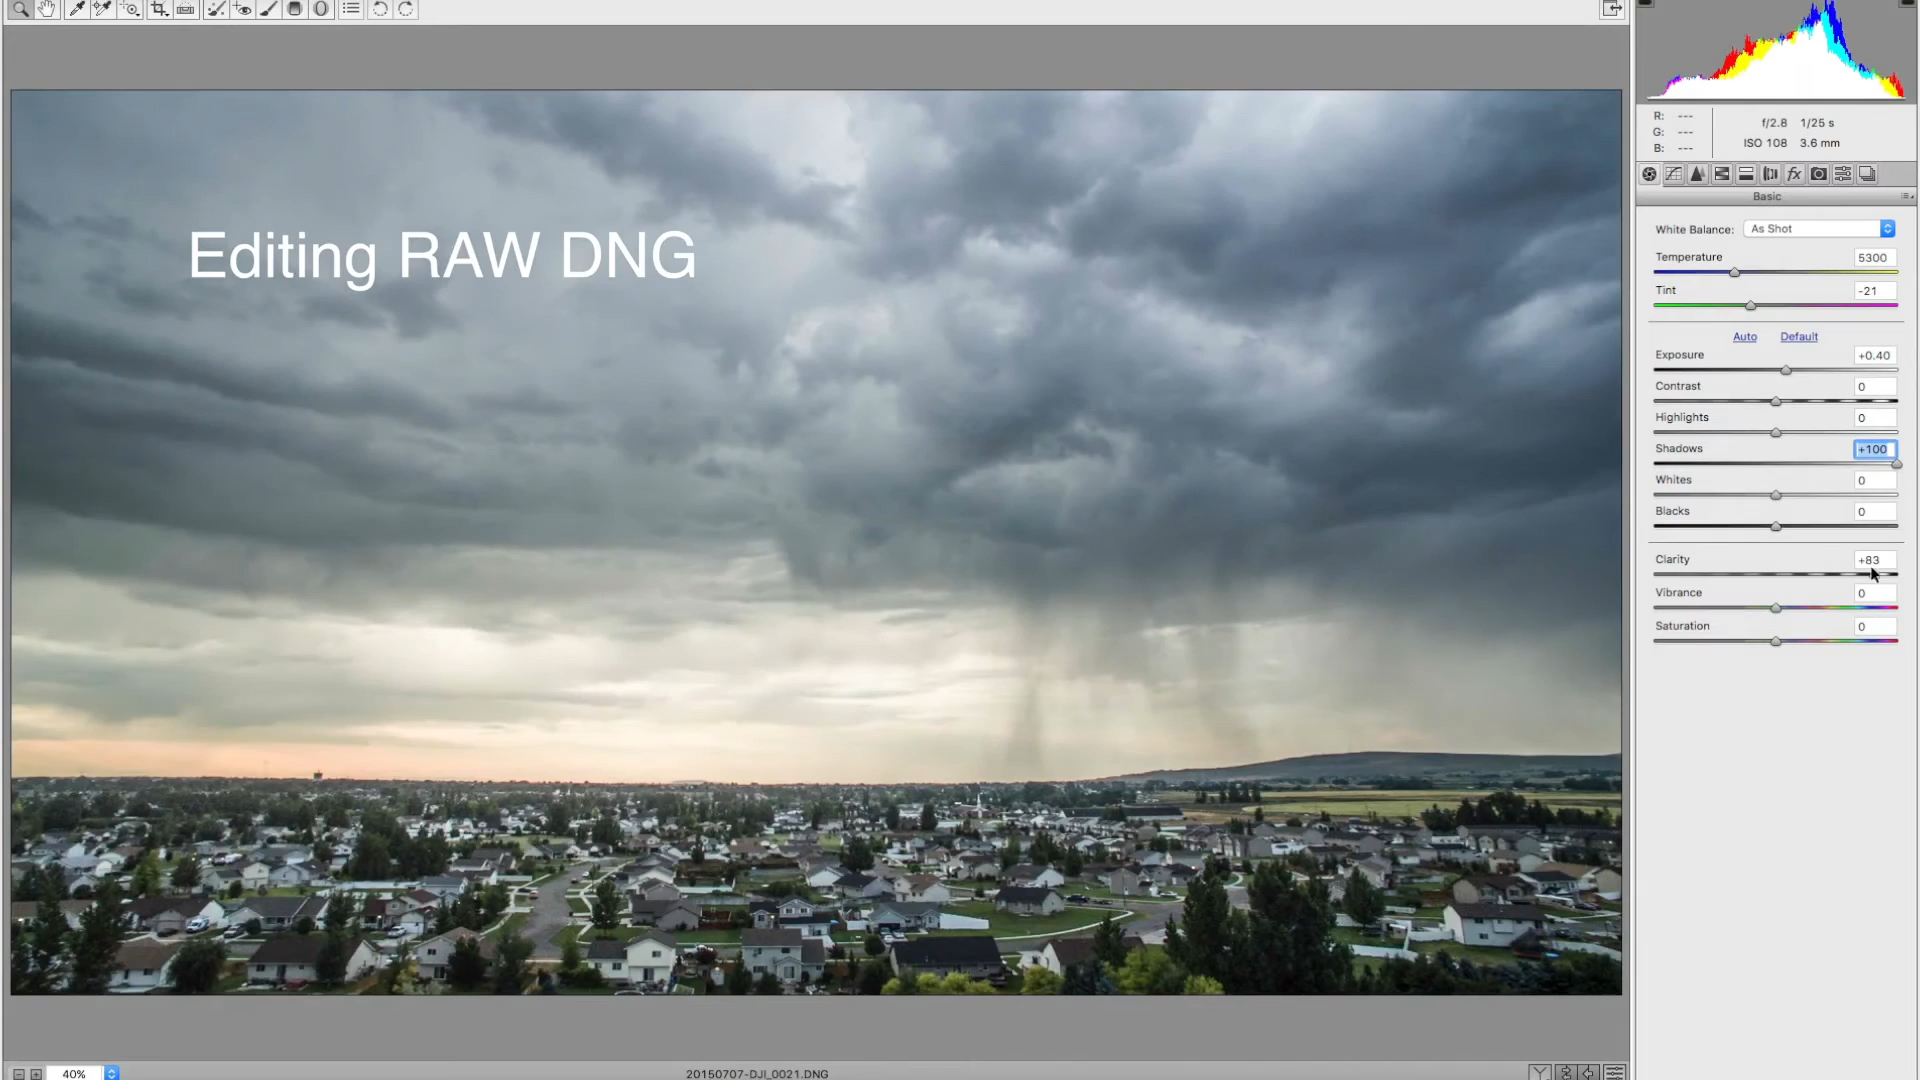 Editing RAW DNG
R: ---
G: ---
B: ---
f/2.8 1/25 s
ISO 108 3.6 mm
fx
Basic
White Balance: As Shot
Temperature 5300
Tint -21
Auto Default
Exposure +0.40
Contrast 0
Highlights 0
Shadows +100
Whites 0
Blacks 0
Clarity +83
Vibrance 0
Saturation 0
40%
20150707-DJI_0021.DNG
Y